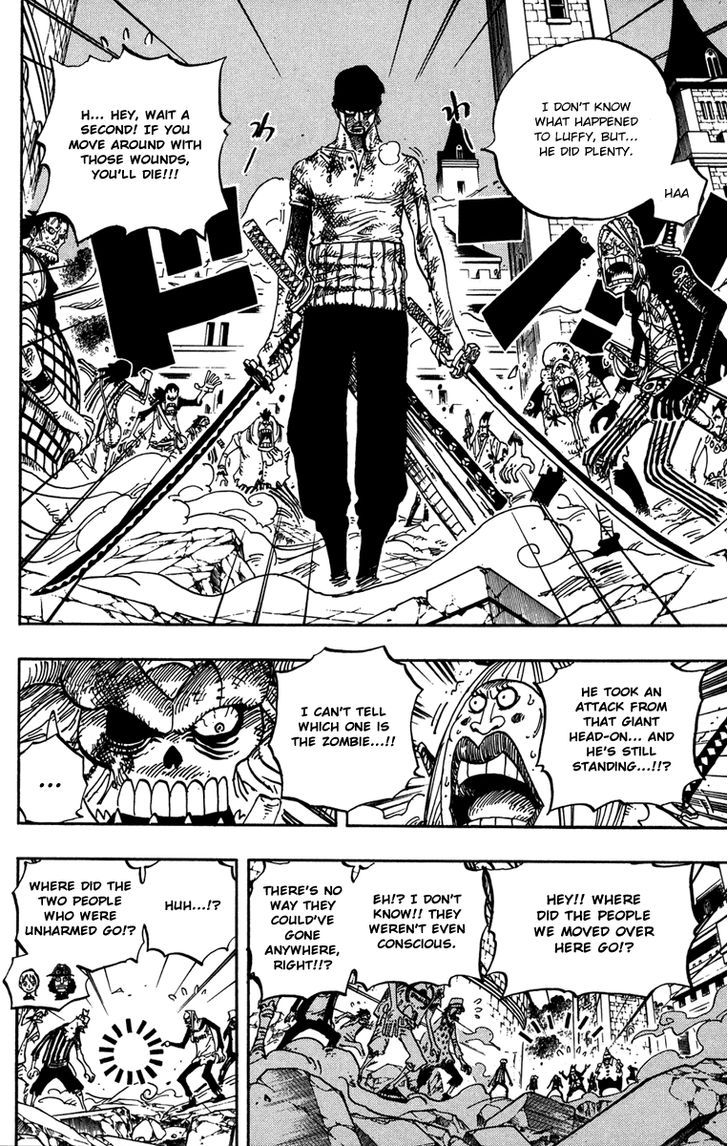 I DON'T KNOW
WHAT HAPPENED
TO LUFFY, BUT...
HE DID PLENTY.
HAA
H... HEY, WAIT A
SECOND! IF YOU
MOVE AROUND WITH
THOSE WOUNDS,
YOU'LL DIE!!!
わ
わ
ドン
HE TOOK AN
ATTACK FROM
THAT GIANT
HEAD-ON... AND
HE'S STILL
STANDING...!!?
I CAN'T TELL
WHICH ONE IS
THE ZOMBIE...!!
...
HEY!! WHERE
DID THE PEOPLE
WE MOVED OVER
HERE GO!?
EH!? I DON'T
KNOW!! THEY
WEREN'T EVEN
CONSCIOUS.
THERE'S NO
WAY THEY
COULD'VE
GONE
ANYWHERE,
RIGHT!!?
HUH...!?
WHERE DID THE
TWO PEOPLE
WHO WERE
UNHARMED GO!?